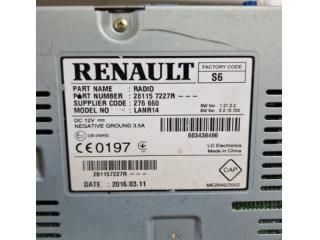 RENAULT
FACTORY CODE
S6
PART NAME : RADIO
PART NUMBER : 28115 7227R
SUPPLIER CODE : 276 660
MODEL NO : LANR14
DC 12V
NEGATIVE GROUND 3.5A
603438496
LG Electronics
Made in China
CE0197
281157227R
DATE : 2016.03.11
CAP
MEZ64622002